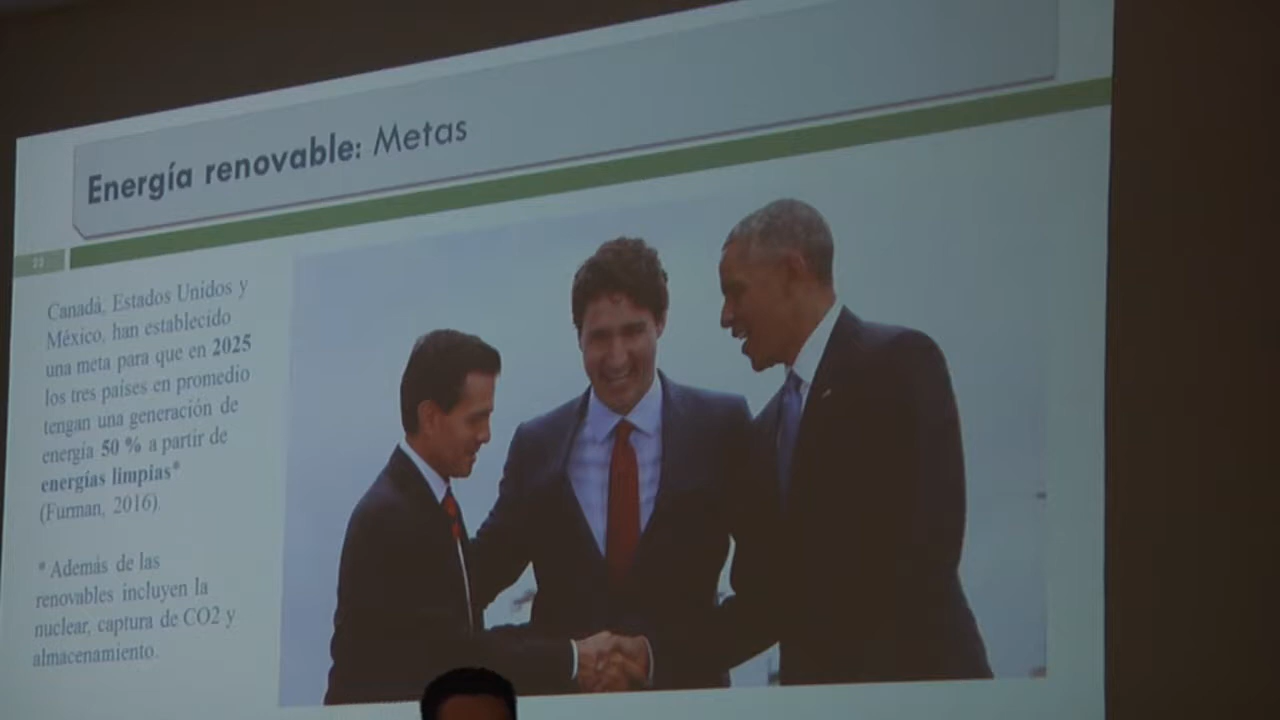 Energía renovable: Metas
Canadá, Estados Unidos y
México, han establecido
una meta para que en 2025
los tres países en promedio
tengan una generación de
energía 50 % a partir de
energías limpias*
(Furman, 2016).
* Además de las
renovables incluyen la
nuclear, captura de CO2 y
almacenamiento.